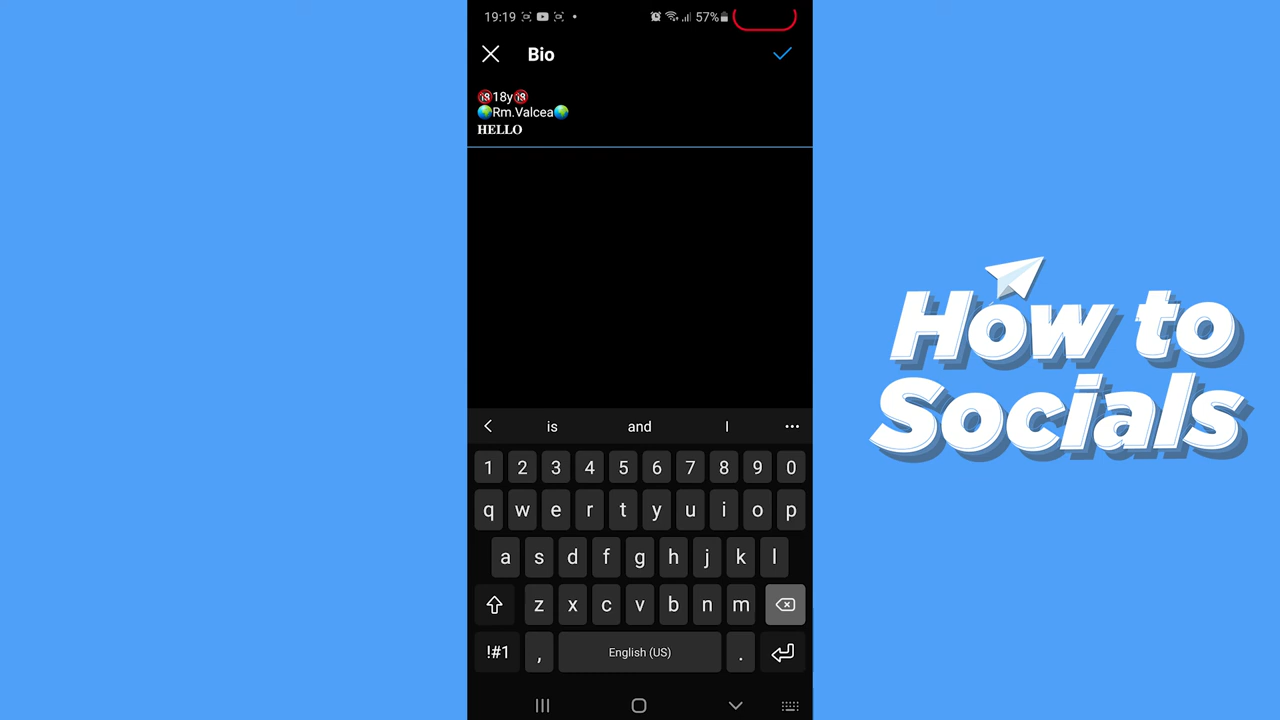 19:19 57%
Bio
🔞18y🔞
🌍Rm.Valcea🌍
𝐇𝐄𝐋𝐋𝐎
is and I
1 2 3 4 5 6 7 8 9 0
q w e r t y u i o p
a s d f g h j k l
z x c v b n m
!#1 , English (US) .
How to
Socials